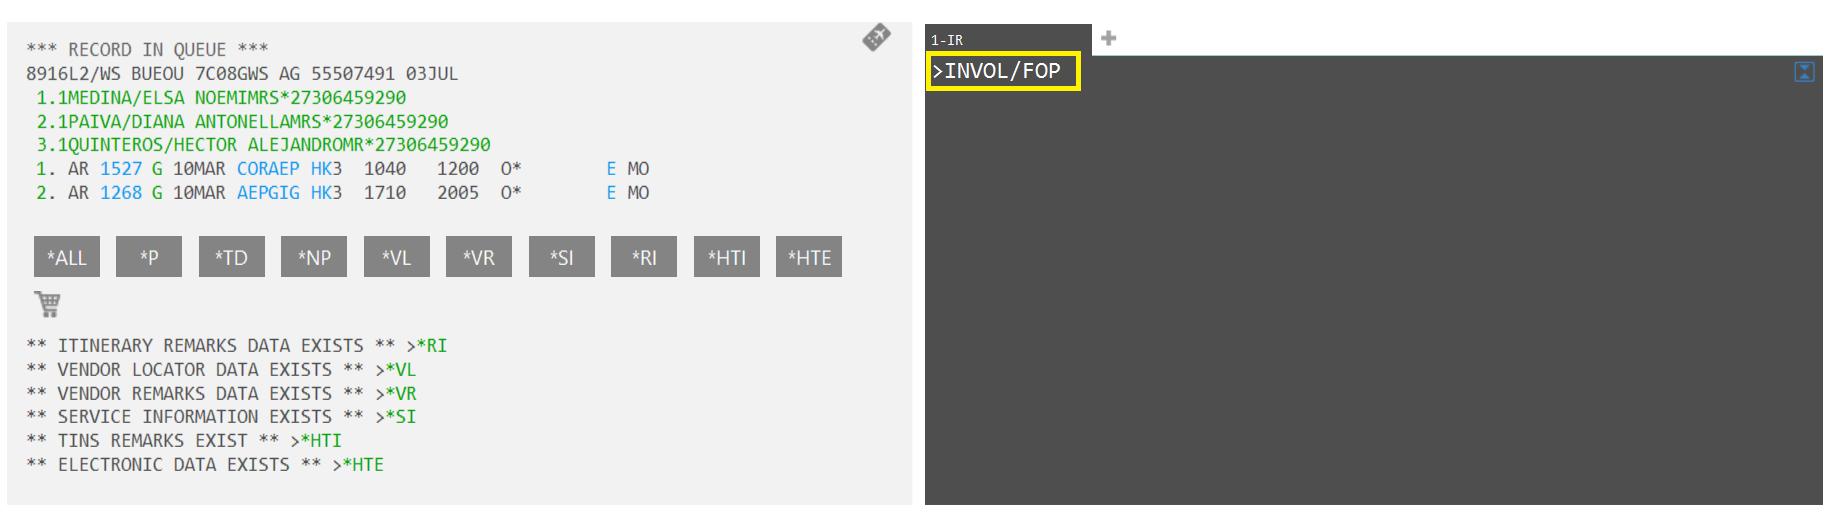 *** RECORD IN QUEUE ***
8916L2/WS BUEOU 7C08GWS AG 55507491 03JUL
1.1MEDINA/ELSA NOEMIMRS*27306459290
2.1PAIVA/DIANA ANTONELLAMRS*27306459290
3.1QUINTEROS/HECTOR ALEJANDROMR*27306459290
1. AR 1527 G 10MAR CORAEP HK3 1040 1200 O* E MO
2. AR 1268 G 10MAR AEPGIG HK3 1710 2005 O* E MO
*ALL *P *TD *NP *VL *VR *SI *RI *HTI *HTE
** ITINERARY REMARKS DATA EXISTS ** >*RI
** VENDOR LOCATOR DATA EXISTS ** >*VL
** VENDOR REMARKS DATA EXISTS ** >*VR
** SERVICE INFORMATION EXISTS ** >*SI
** TINS REMARKS EXIST ** >*HTI
** ELECTRONIC DATA EXISTS ** >*HTE
1-IR
>INVOL/FOP